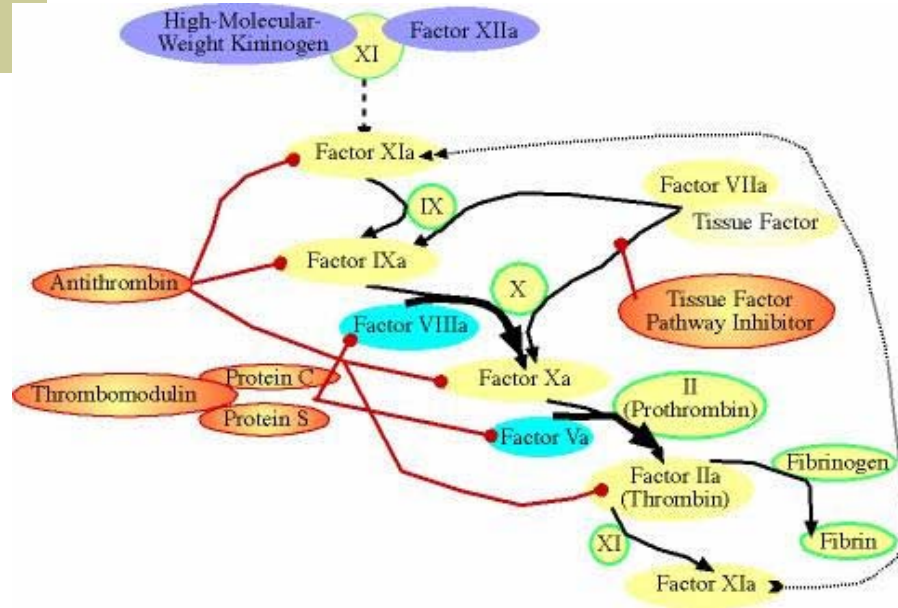 High-Molecular-
Weight Kininogen
Factor XIIa
XI
Factor XIa
Factor VIIa
Tissue Factor
IX
Factor IXa
Antithrombin
X
Tissue Factor
Pathway Inhibitor
Factor VIIIa
Factor Xa
Protein C
Thrombomodulin
Protein S
II
(Prothrombin)
Factor Va
Fibrinogen
Factor IIa
(Thrombin)
XI
Fibrin
Factor XIa